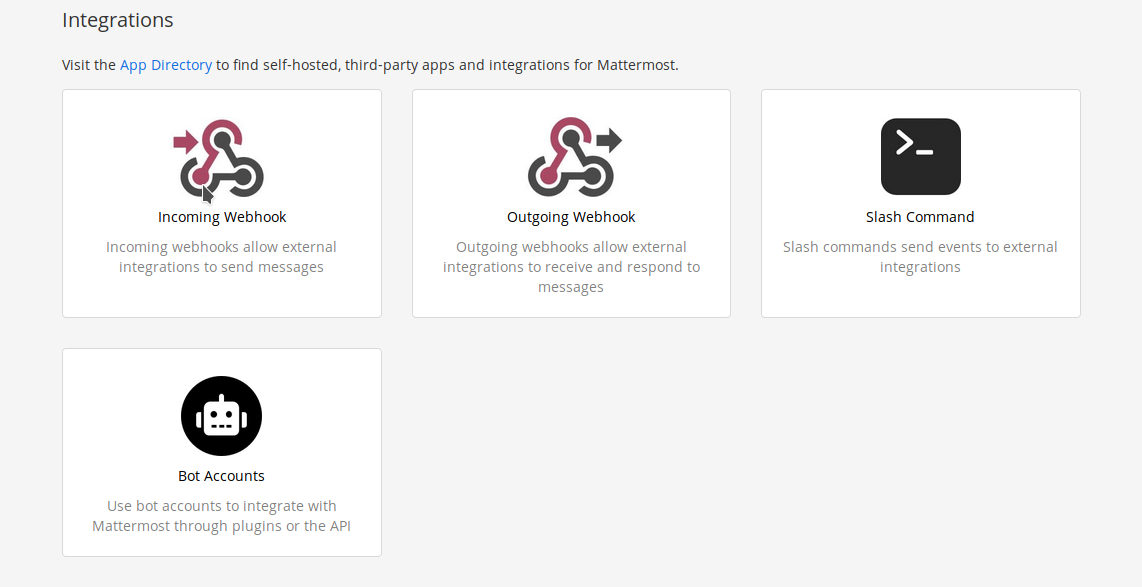 Integrations
Visit the App Directory to find self-hosted, third-party apps and integrations for Mattermost.
Incoming Webhook
Incoming webhooks allow external
integrations to send messages
Outgoing Webhook
Outgoing webhooks allow external
integrations to receive and respond to
messages
Slash Command
Slash commands send events to external
integrations
Bot Accounts
Use bot accounts to integrate with
Mattermost through plugins or the API